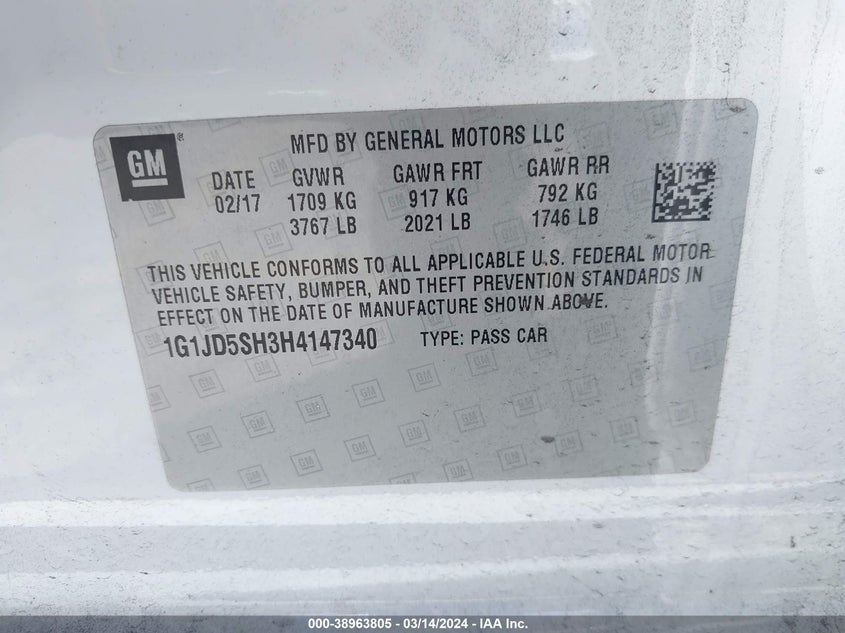 GM
MFD BY GENERAL MOTORS LLC
DATE GVWR GAWR FRT GAWR RR
02/17 1709 KG 917 KG 792 KG
3767 LB 2021 LB 1746 LB
THIS VEHICLE CONFORMS TO ALL APPLICABLE U.S. FEDERAL MOTOR
VEHICLE SAFETY, BUMPER, AND THEFT PREVENTION STANDARDS IN
EFFECT ON THE DATE OF MANUFACTURE SHOWN ABOVE.
1G1JD5SH3H4147340 TYPE: PASS CAR
000-38963805 - 03/14/2024 - IAA Inc.